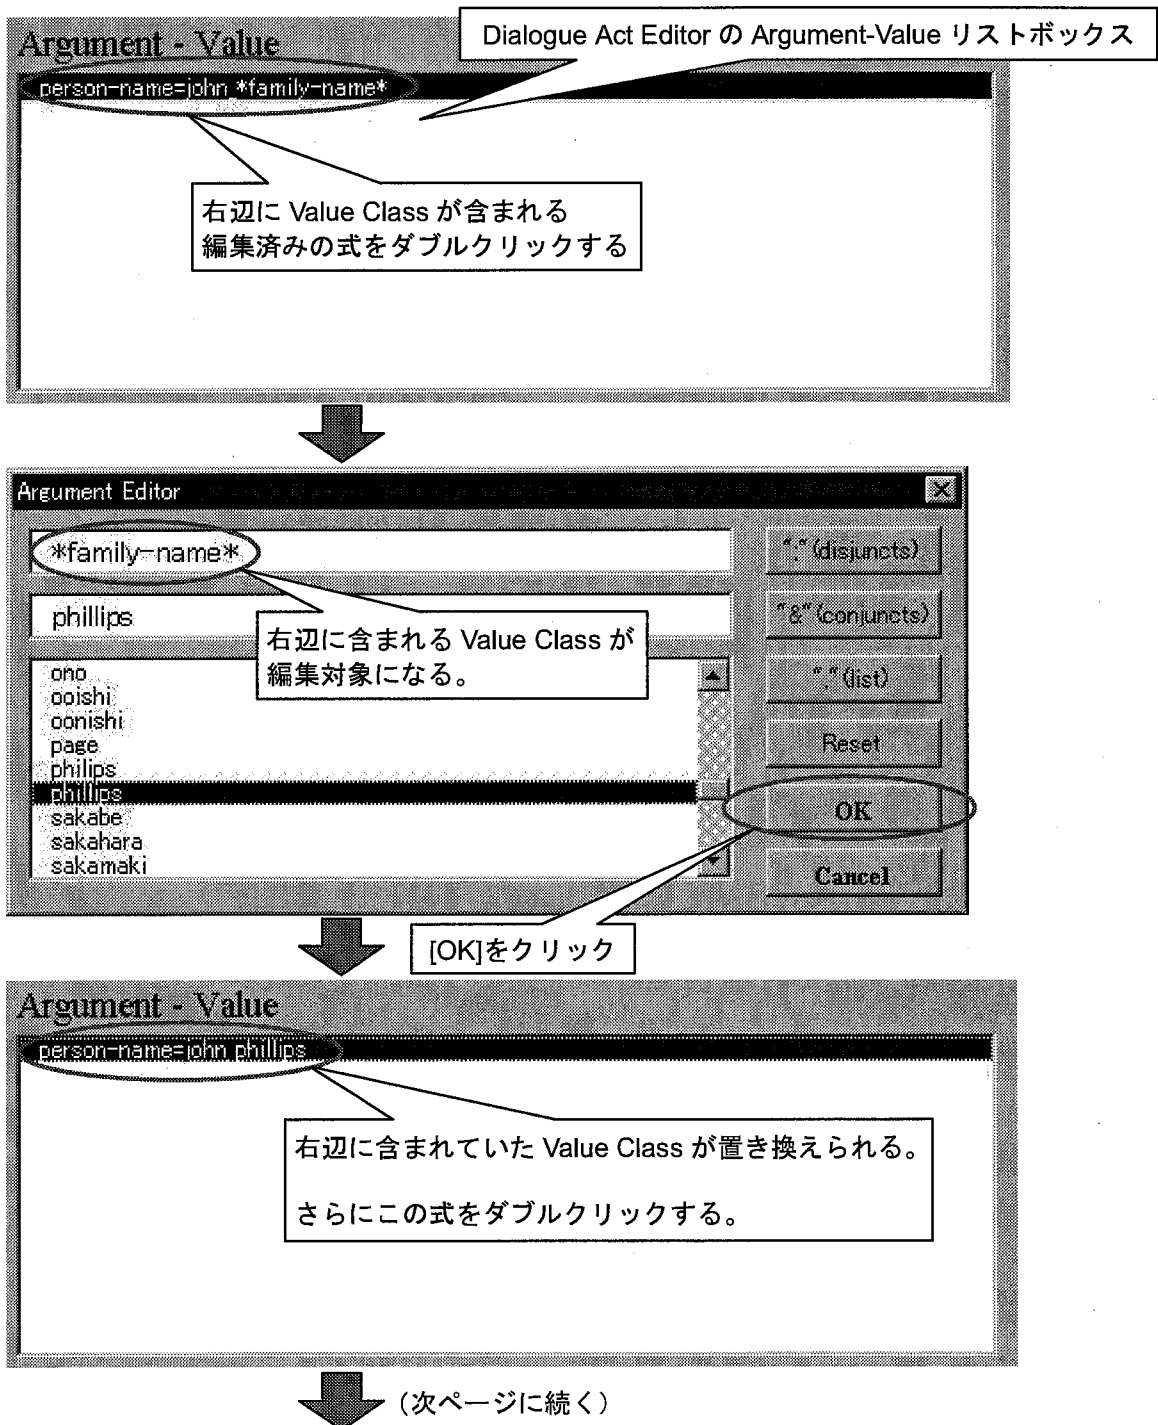 Argument - Value
Dialogue Act Editor の Argument-Value リストボックス
person-name=john *family-name*
右辺に Value Class が含まれる
編集済みの式をダブルクリックする
Argument Editor
*family-name*
";"(disjuncts)
phillips
"&"(conjuncts)
右辺に含まれる Value Class が
編集対象になる。
ono
ooishi
oonishi
page
philips
phillips
sakabe
sakahara
sakamaki
(list)
Reset
OK
Cancel
[OK]をクリック
Argument - Value
person-name=john phillips
右辺に含まれていた Value Class が置き換えられる。
さらにこの式をダブルクリックする。
(次ページに続く)